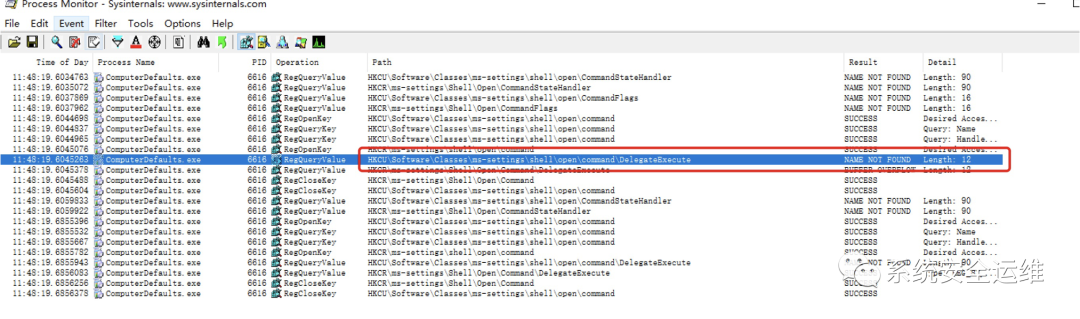 Process Monitor - Sysinternals: www.sysinternals.com
File Edit Event Filter Tools Options Help
Time of Day Process Name PID Operation Path Result Detail
11:48:19.6034763 ComputerDefaults.exe 6616 RegQueryValue HKCU\Software\Classes\ms-settings\shell\open\CommandStateHandler NAME NOT FOUND Length: 90
11:48:19.6035072 ComputerDefaults.exe 6616 RegQueryValue HKCR\ms-settings\Shell\Open\CommandStateHandler NAME NOT FOUND Length: 90
11:48:19.6037869 ComputerDefaults.exe 6616 RegQueryValue HKCU\Software\Classes\ms-settings\shell\open\CommandFlags NAME NOT FOUND Length: 16
11:48:19.6037962 ComputerDefaults.exe 6616 RegQueryValue HKCR\ms-settings\Shell\Open\CommandFlags NAME NOT FOUND Length: 16
11:48:19.6044698 ComputerDefaults.exe 6616 RegOpenKey HKCU\Software\Classes\ms-settings\shell\open\command SUCCESS Desired Acces...
11:48:19.6044837 ComputerDefaults.exe 6616 RegQueryKey HKCU\Software\Classes\ms-settings\shell\open\command SUCCESS Query: Name
11:48:19.6044965 ComputerDefaults.exe 6616 RegQueryKey HKCU\Software\Classes\ms-settings\shell\open\command SUCCESS Query: Handle...
11:48:19.6045076 ComputerDefaults.exe 6616 RegOpenKey HKCR\ms-settings\shell\open\command SUCCESS Desired Acces...
11:48:19.6045263 ComputerDefaults.exe 6616 RegQueryValue HKCU\Software\Classes\ms-settings\shell\open\command\DelegateExecute NAME NOT FOUND Length: 12
11:48:19.6045373 ComputerDefaults.exe 6616 RegQueryValue HKCR\ms-settings\Shell\Open\Command\DelegateExecute BUFFER OVERFLOW Length: 12
11:48:19.6045488 ComputerDefaults.exe 6616 RegCloseKey HKCR\ms-settings\Shell\Open\Command SUCCESS
11:48:19.6045604 ComputerDefaults.exe 6616 RegCloseKey HKCU\Software\Classes\ms-settings\shell\open\command SUCCESS
11:48:19.6059833 ComputerDefaults.exe 6616 RegQueryValue HKCU\Software\Classes\ms-settings\shell\open\CommandStateHandler NAME NOT FOUND Length: 90
11:48:19.6059922 ComputerDefaults.exe 6616 RegQueryValue HKCR\ms-settings\Shell\Open\CommandStateHandler NAME NOT FOUND Length: 90
11:48:19.6855396 ComputerDefaults.exe 6616 RegOpenKey HKCU\Software\Classes\ms-settings\shell\open\command SUCCESS Desired Acces...
11:48:19.6855532 ComputerDefaults.exe 6616 RegQueryKey HKCU\Software\Classes\ms-settings\shell\open\command SUCCESS Query: Name
11:48:19.6855667 ComputerDefaults.exe 6616 RegQueryKey HKCU\Software\Classes\ms-settings\shell\open\command SUCCESS Query: Handle...
11:48:19.6855782 ComputerDefaults.exe 6616 RegOpenKey HKCR\ms-settings\shell\open\command SUCCESS Desired Acces...
11:48:19.6855943 ComputerDefaults.exe 6616 RegQueryValue HKCU\Software\Classes\ms-settings\shell\open\command\DelegateExecute NOT FOUND
11:48:19.6856083 ComputerDefaults.exe 6616 RegQueryValue HKCR\ms-settings\Shell\Open\Command\DelegateExecute
11:48:19.6856256 ComputerDefaults.exe 6616 RegCloseKey HKCR\ms-settings\Shell\Open\Command SUCCESS
11:48:19.6856378 ComputerDefaults.exe 6616 RegCloseKey HKCU\Software\Classes\ms-settings\shell\open\command SUCCESS
系统安全运维